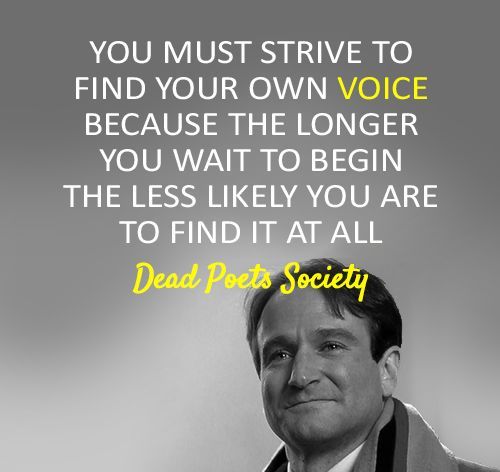 YOU MUST STRIVE TO
FIND YOUR OWN VOICE
BECAUSE THE LONGER
YOU WAIT TO BEGIN
THE LESS LIKELY YOU ARE
TO FIND IT AT ALL
Dead Poets Society